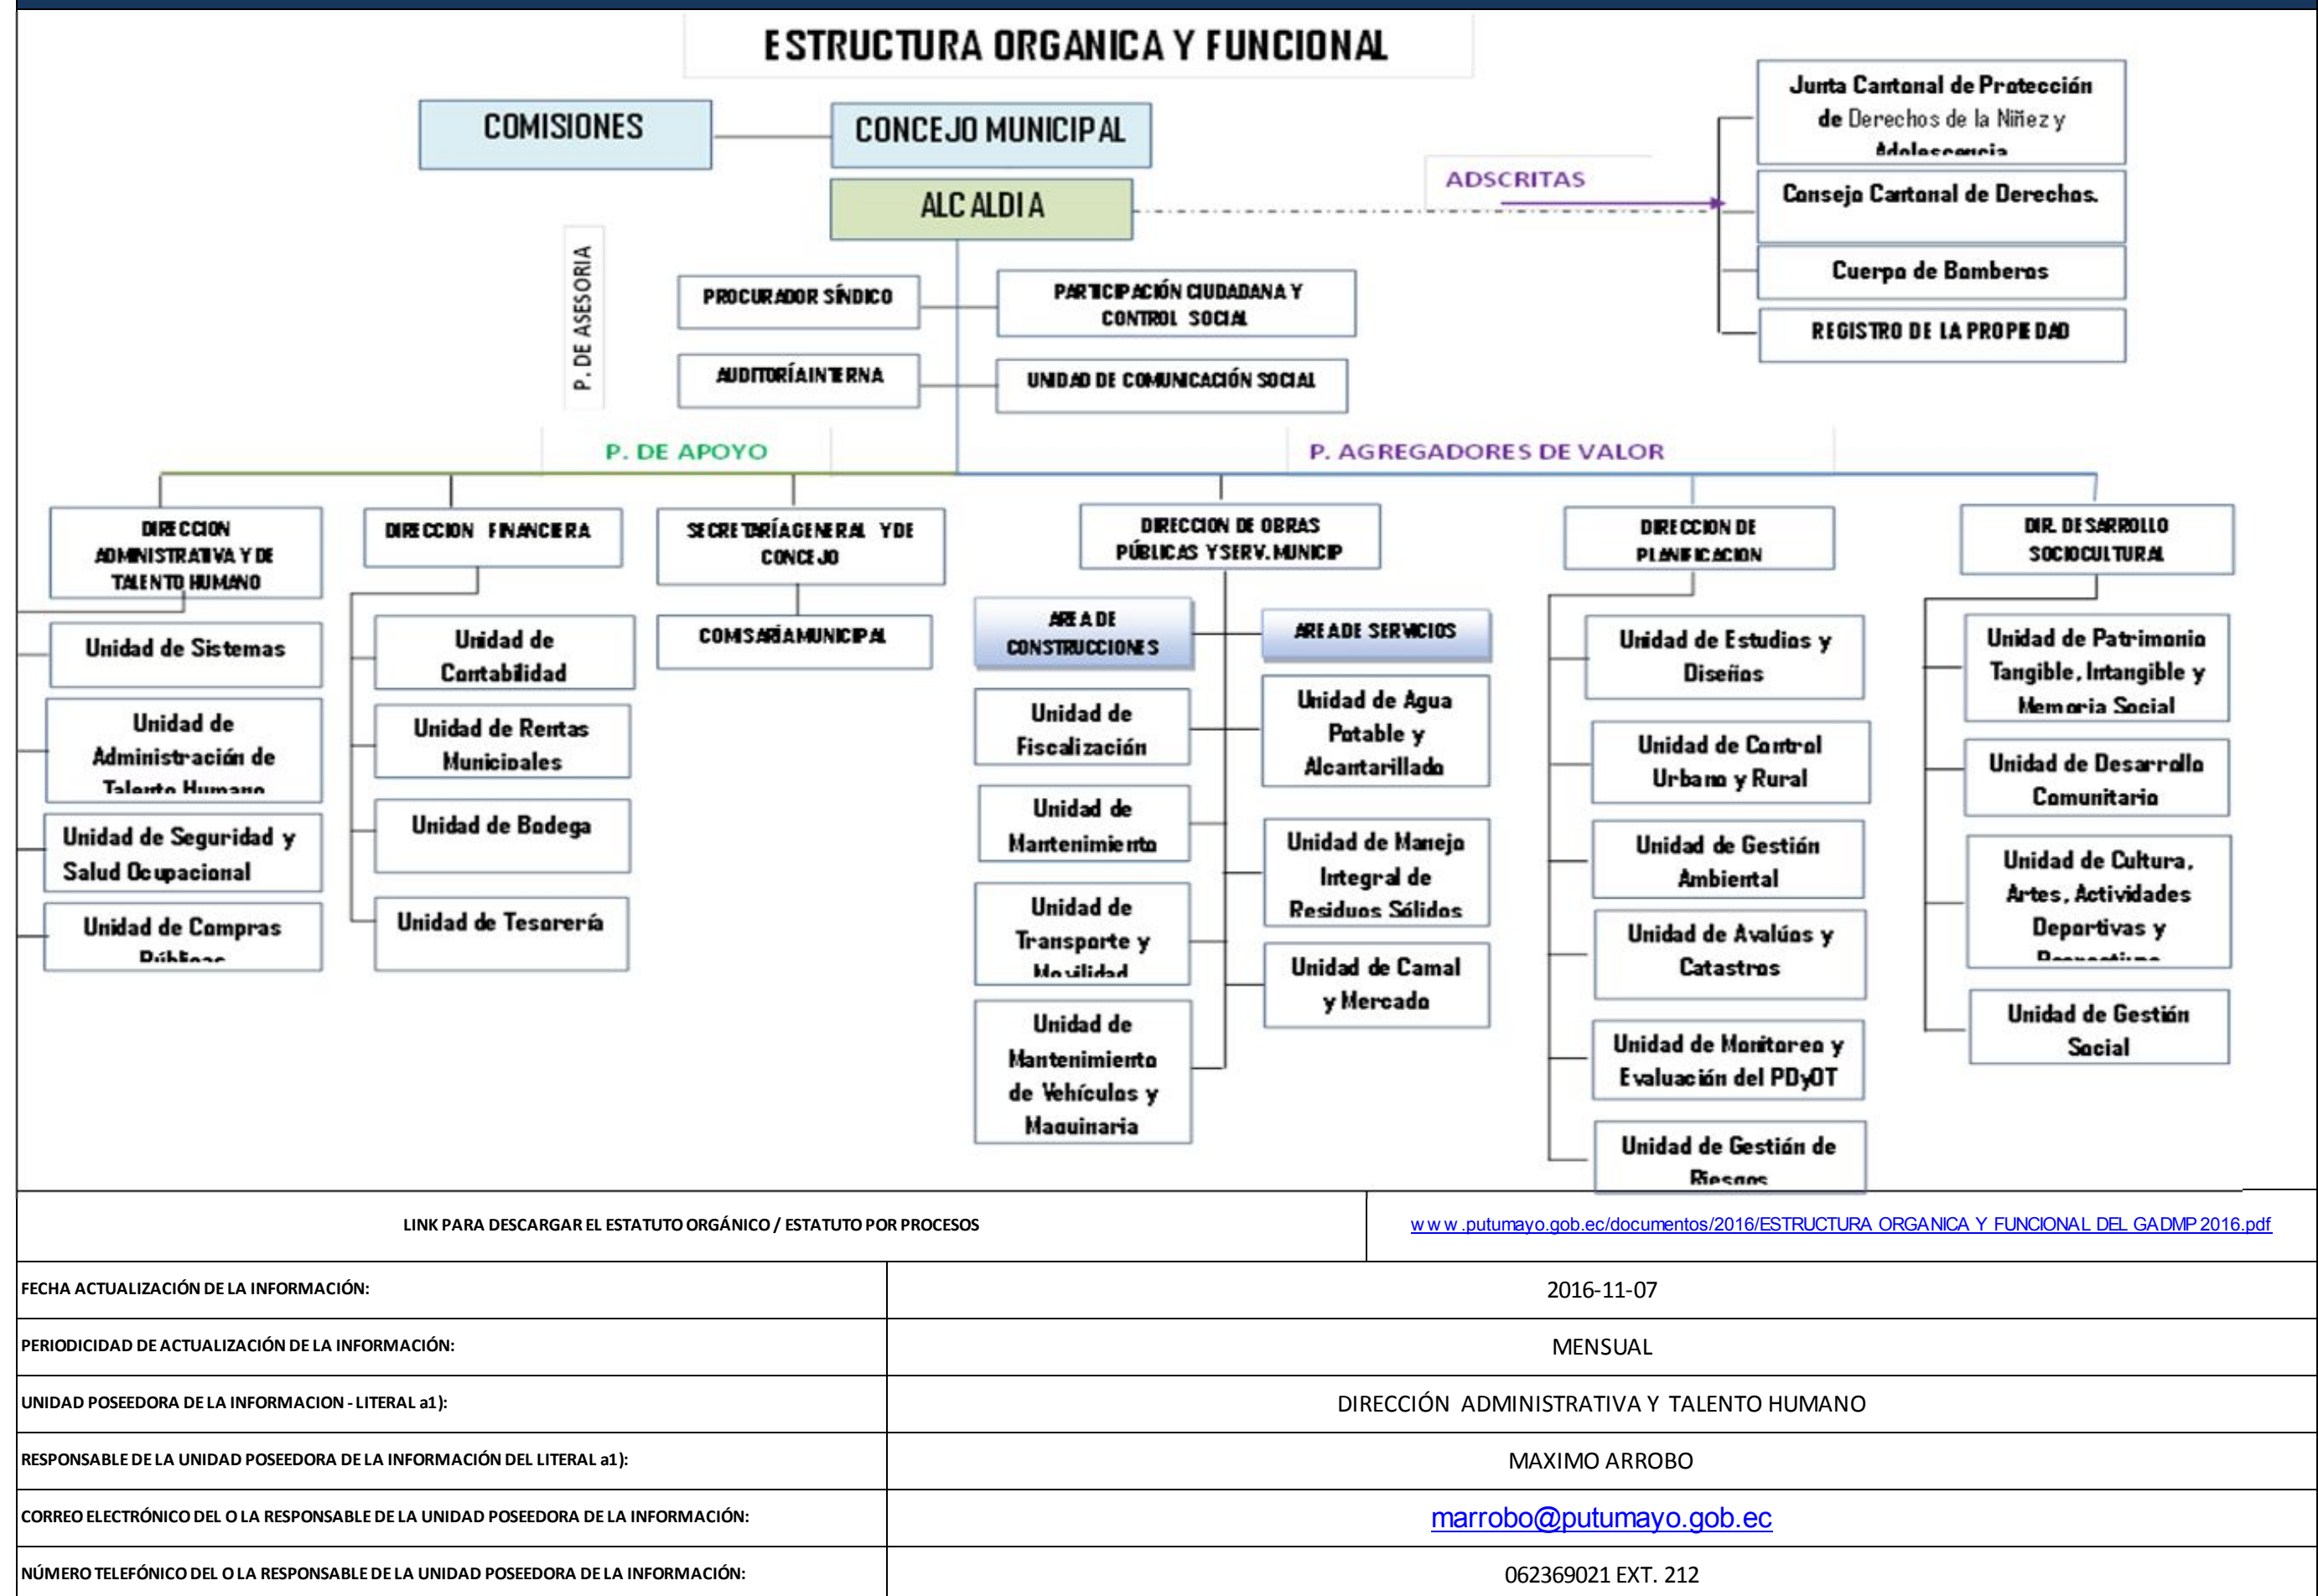 ESTRUCTURA ORGANICA Y FUNCIONAL
COMISIONES
CONCEJO MUNICIPAL
ALCALDIA
ADSCRITAS
Junta Cantonal de Protección
de Derechos de la Niñez y
Adolescencia
Consejo Cantonal de Derechos.
Cuerpo de Bomberos
REGISTRO DE LA PROPIEDAD
P. DE ASESORIA
PROCURADOR SÍNDICO
PARTICIPACIÓN CIUDADANA Y
CONTROL SOCIAL
AUDITORÍA INTERNA
UNIDAD DE COMUNICACIÓN SOCIAL
P. DE APOYO
P. AGREGADORES DE VALOR
DIRECCION
ADMINISTRATIVA Y DE
TALENTO HUMANO
Unidad de Sistemas
Unidad de
Administración de
Talento Humano
Unidad de Seguridad y
Salud Ocupacional
Unidad de Compras
Públicas
DIRECCION FINANCIERA
Unidad de
Contabilidad
Unidad de Rentas
Municipales
Unidad de Bodega
Unidad de Tesorería
SECRETARÍA GENERAL Y DE
CONCEJO
COMISARÍA MUNICIPAL
DIRECCION DE OBRAS
PÚBLICAS Y SERV. MUNICIP
AREA DE
CONSTRUCCIONES
Unidad de
Fiscalización
Unidad de
Mantenimiento
Unidad de
Transporte y
Movilidad
Unidad de
Mantenimiento
de Vehículos y
Maquinaria
AREA DE SERVICIOS
Unidad de Agua
Potable y
Alcantarillado
Unidad de Manejo
Integral de
Residuos Sólidos
Unidad de Camal
y Mercado
DIRECCION DE
PLANIFICACION
Unidad de Estudios y
Diseños
Unidad de Control
Urbano y Rural
Unidad de Gestión
Ambiental
Unidad de Avalúos y
Catastros
Unidad de Monitoreo y
Evaluación del PDyOT
Unidad de Gestión de
Riesgos
DIR. DESARROLLO
SOCIOCULTURAL
Unidad de Patrimonio
Tangible, Intangible y
Memoria Social
Unidad de Desarrollo
Comunitario
Unidad de Cultura,
Artes, Actividades
Deportivas y
Unidad de Gestión
Social
LINK PARA DESCARGAR EL ESTATUTO ORGÁNICO / ESTATUTO POR PROCESOS
www.putumayo.gob.ec/documentos/2016/ESTRUCTURA ORGANICA Y FUNCIONAL DEL GADMP 2016.pdf
FECHA ACTUALIZACIÓN DE LA INFORMACIÓN:
2016-11-07
PERIODICIDAD DE ACTUALIZACIÓN DE LA INFORMACIÓN:
MENSUAL
UNIDAD POSEEDORA DE LA INFORMACION - LITERAL a1):
DIRECCIÓN ADMINISTRATIVA Y TALENTO HUMANO
RESPONSABLE DE LA UNIDAD POSEEDORA DE LA INFORMACIÓN DEL LITERAL a1):
MAXIMO ARROBO
CORREO ELECTRÓNICO DEL O LA RESPONSABLE DE LA UNIDAD POSEEDORA DE LA INFORMACIÓN:
marrobo@putumayo.gob.ec
NÚMERO TELEFÓNICO DEL O LA RESPONSABLE DE LA UNIDAD POSEEDORA DE LA INFORMACIÓN:
062369021 EXT. 212